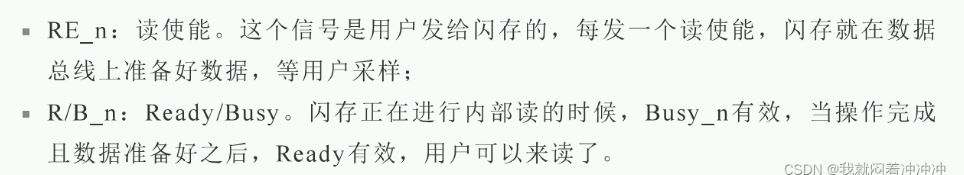 ▪ RE_n：读使能。这个信号是用户发给闪存的，每发一个读使能，闪存就在数据
总线上准备好数据，等用户采样；
▪ R/B_n：Ready/Busy。闪存正在进行内部读的时候，Busy_n有效，当操作完成
且数据准备好之后，Ready有效，用户可以来读了。
CSDN @我就闷着冲冲冲